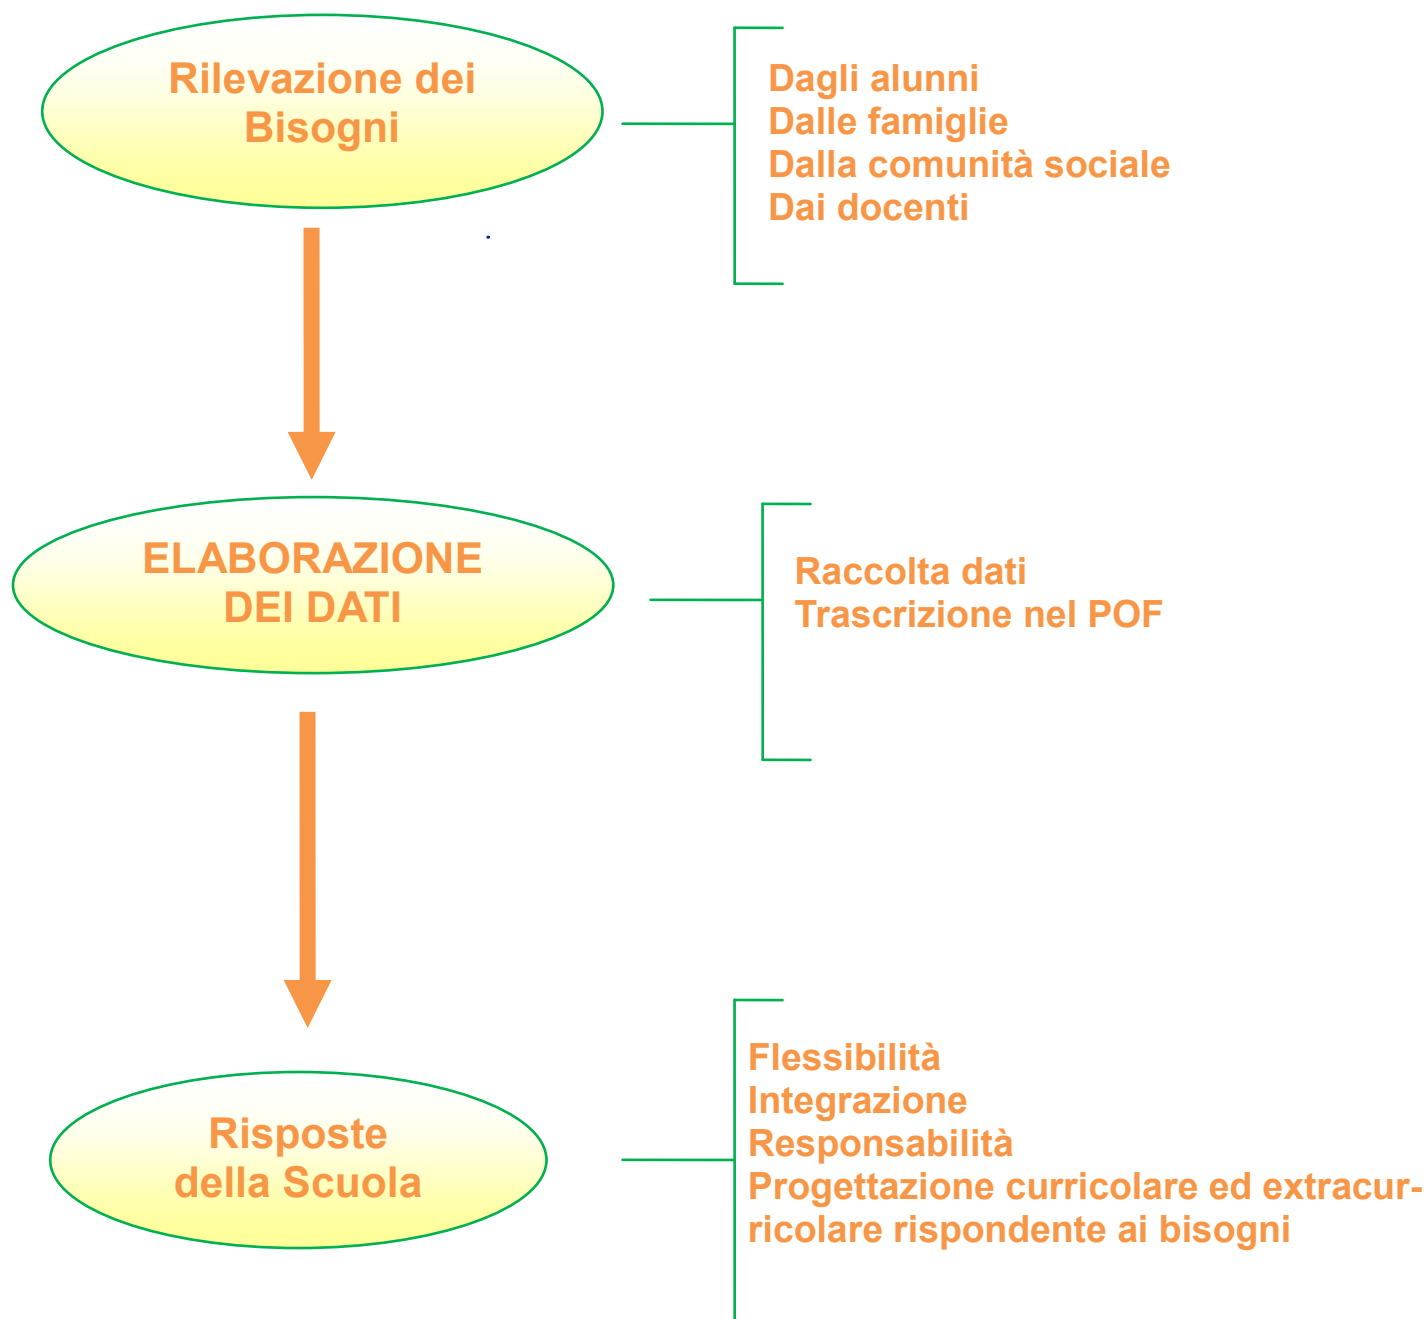 Rilevazione dei
Bisogni
Dagli alunni
Dalle famiglie
Dalla comunità sociale
Dai docenti
.
ELABORAZIONE
DEI DATI
Raccolta dati
Trascrizione nel POF
Risposte
della Scuola
Flessibilità
Integrazione
Responsabilità
Progettazione curricolare ed extracur-
ricolare rispondente ai bisogni